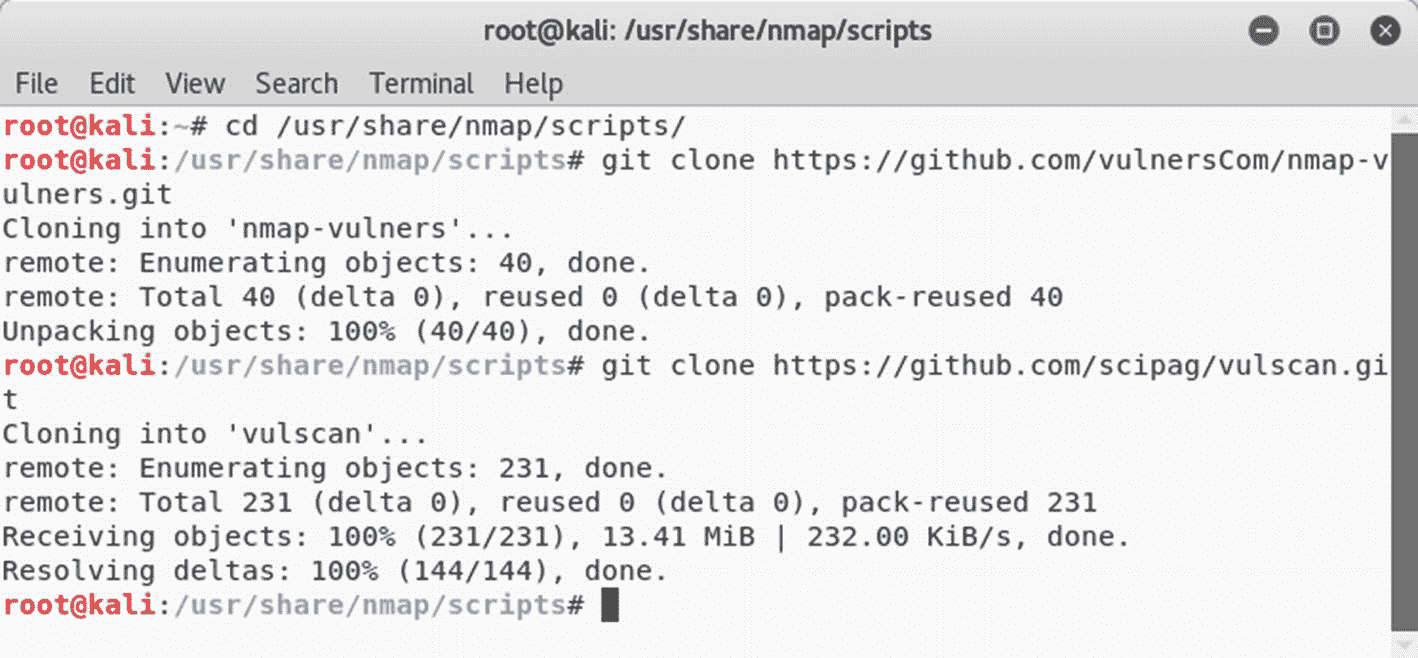 root@kali: /usr/share/nmap/scripts
File Edit View Search Terminal Help
root@kali:~# cd /usr/share/nmap/scripts/
root@kali:/usr/share/nmap/scripts# git clone https://github.com/vulnersCom/nmap-v
ulners.git
Cloning into 'nmap-vulners'...
remote: Enumerating objects: 40, done.
remote: Total 40 (delta 0), reused 0 (delta 0), pack-reused 40
Unpacking objects: 100% (40/40), done.
root@kali:/usr/share/nmap/scripts# git clone https://github.com/scipag/vulscan.gi
t
Cloning into 'vulscan'...
remote: Enumerating objects: 231, done.
remote: Total 231 (delta 0), reused 0 (delta 0), pack-reused 231
Receiving objects: 100% (231/231), 13.41 MiB | 232.00 KiB/s, done.
Resolving deltas: 100% (144/144), done.
root@kali:/usr/share/nmap/scripts#